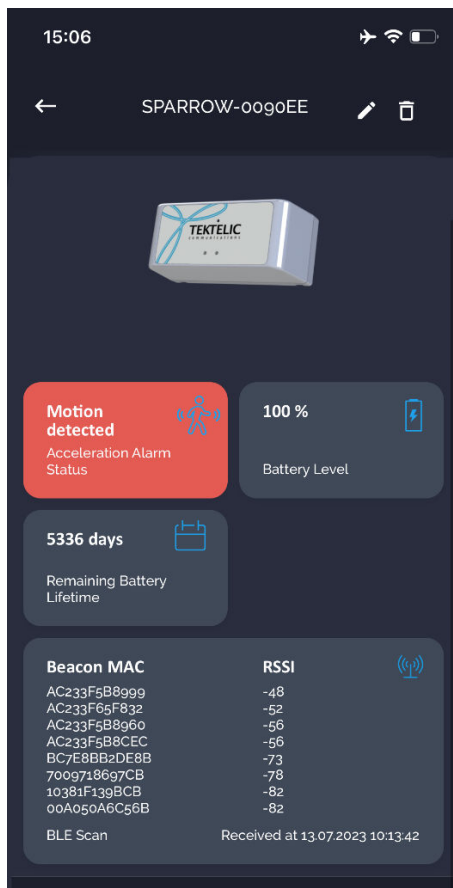 15:06
SPARROW-0090EE
TEKTELIC
communications
Motion
detected
Acceleration Alarm
Status
100 %
Battery Level
5336 days
Remaining Battery
Lifetime
Beacon MAC RSSI
AC233F5B8999 -48
AC233F65F832 -52
AC233F5B8960 -56
AC233F5B8CEC -56
BC7E8BB2DE8B -73
7009718697CB -78
10381F139BCB -82
00A050A6C56B -82
BLE Scan Received at 13.07.2023 10:13:42